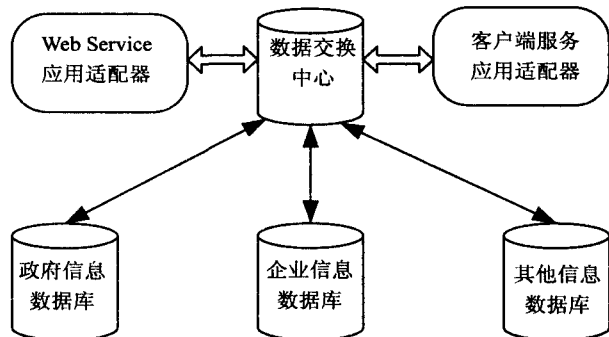 Web Service
应用适配器
数据交换
中心
客户端服务
应用适配器
政府信息
数据库
企业信息
数据库
其他信息
数据库